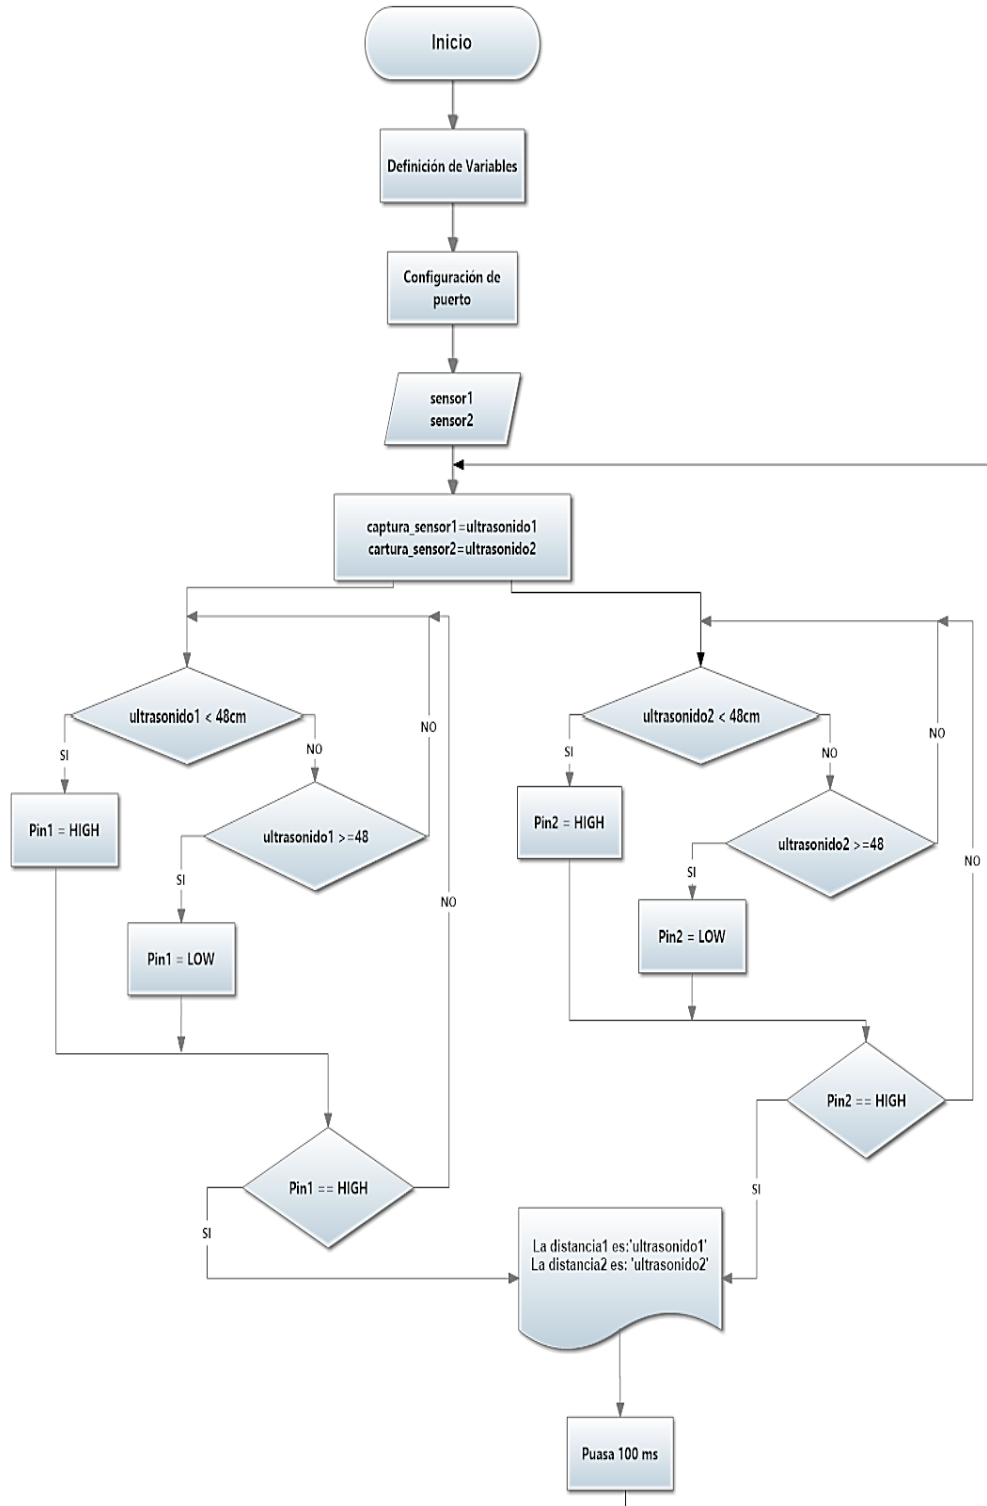 Inicio
Definición de Variables
Configuración de
puerto
sensor1
sensor2
captura_sensor1=ultrasonido1
cartura_sensor2=ultrasonido2
ultrasonido1 < 48cm
SI
NO
NO
Pin1 = HIGH
ultrasonido1 >=48
SI
NO
Pin1 = LOW
Pin1 == HIGH
SI
ultrasonido2 < 48cm
SI
NO
NO
Pin2 = HIGH
ultrasonido2 >=48
NO
SI
Pin2 = LOW
Pin2 == HIGH
SI
La distancia1 es:'ultrasonido1'
La distancia2 es: 'ultrasonido2'
Puasa 100 ms